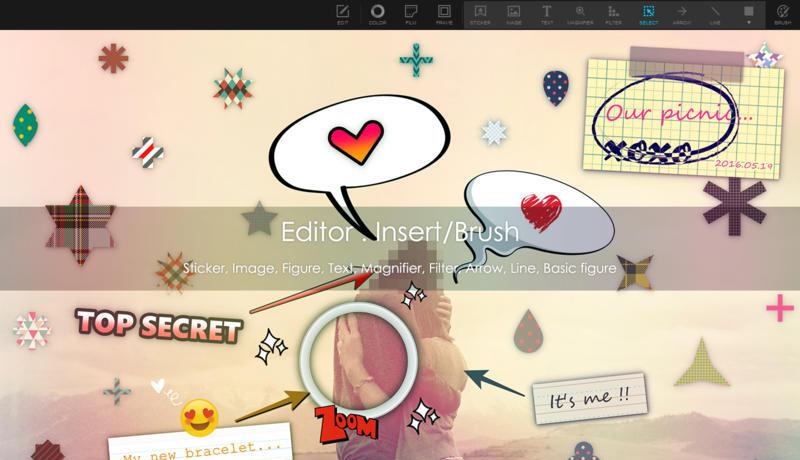 EDIT COLOR FILM FRAME STICKER IMAGE TEXT MAGNIFIER FILTER SELECT ARROW LINE BRUSH
Our picnic...
xoxo
2016.05.19
Editor : Insert/Brush
Sticker, Image, Figure, Text, Magnifier, Filter, Arrow, Line, Basic figure
TOP SECRET
It's me !!
ZOOM
My new bracelet...